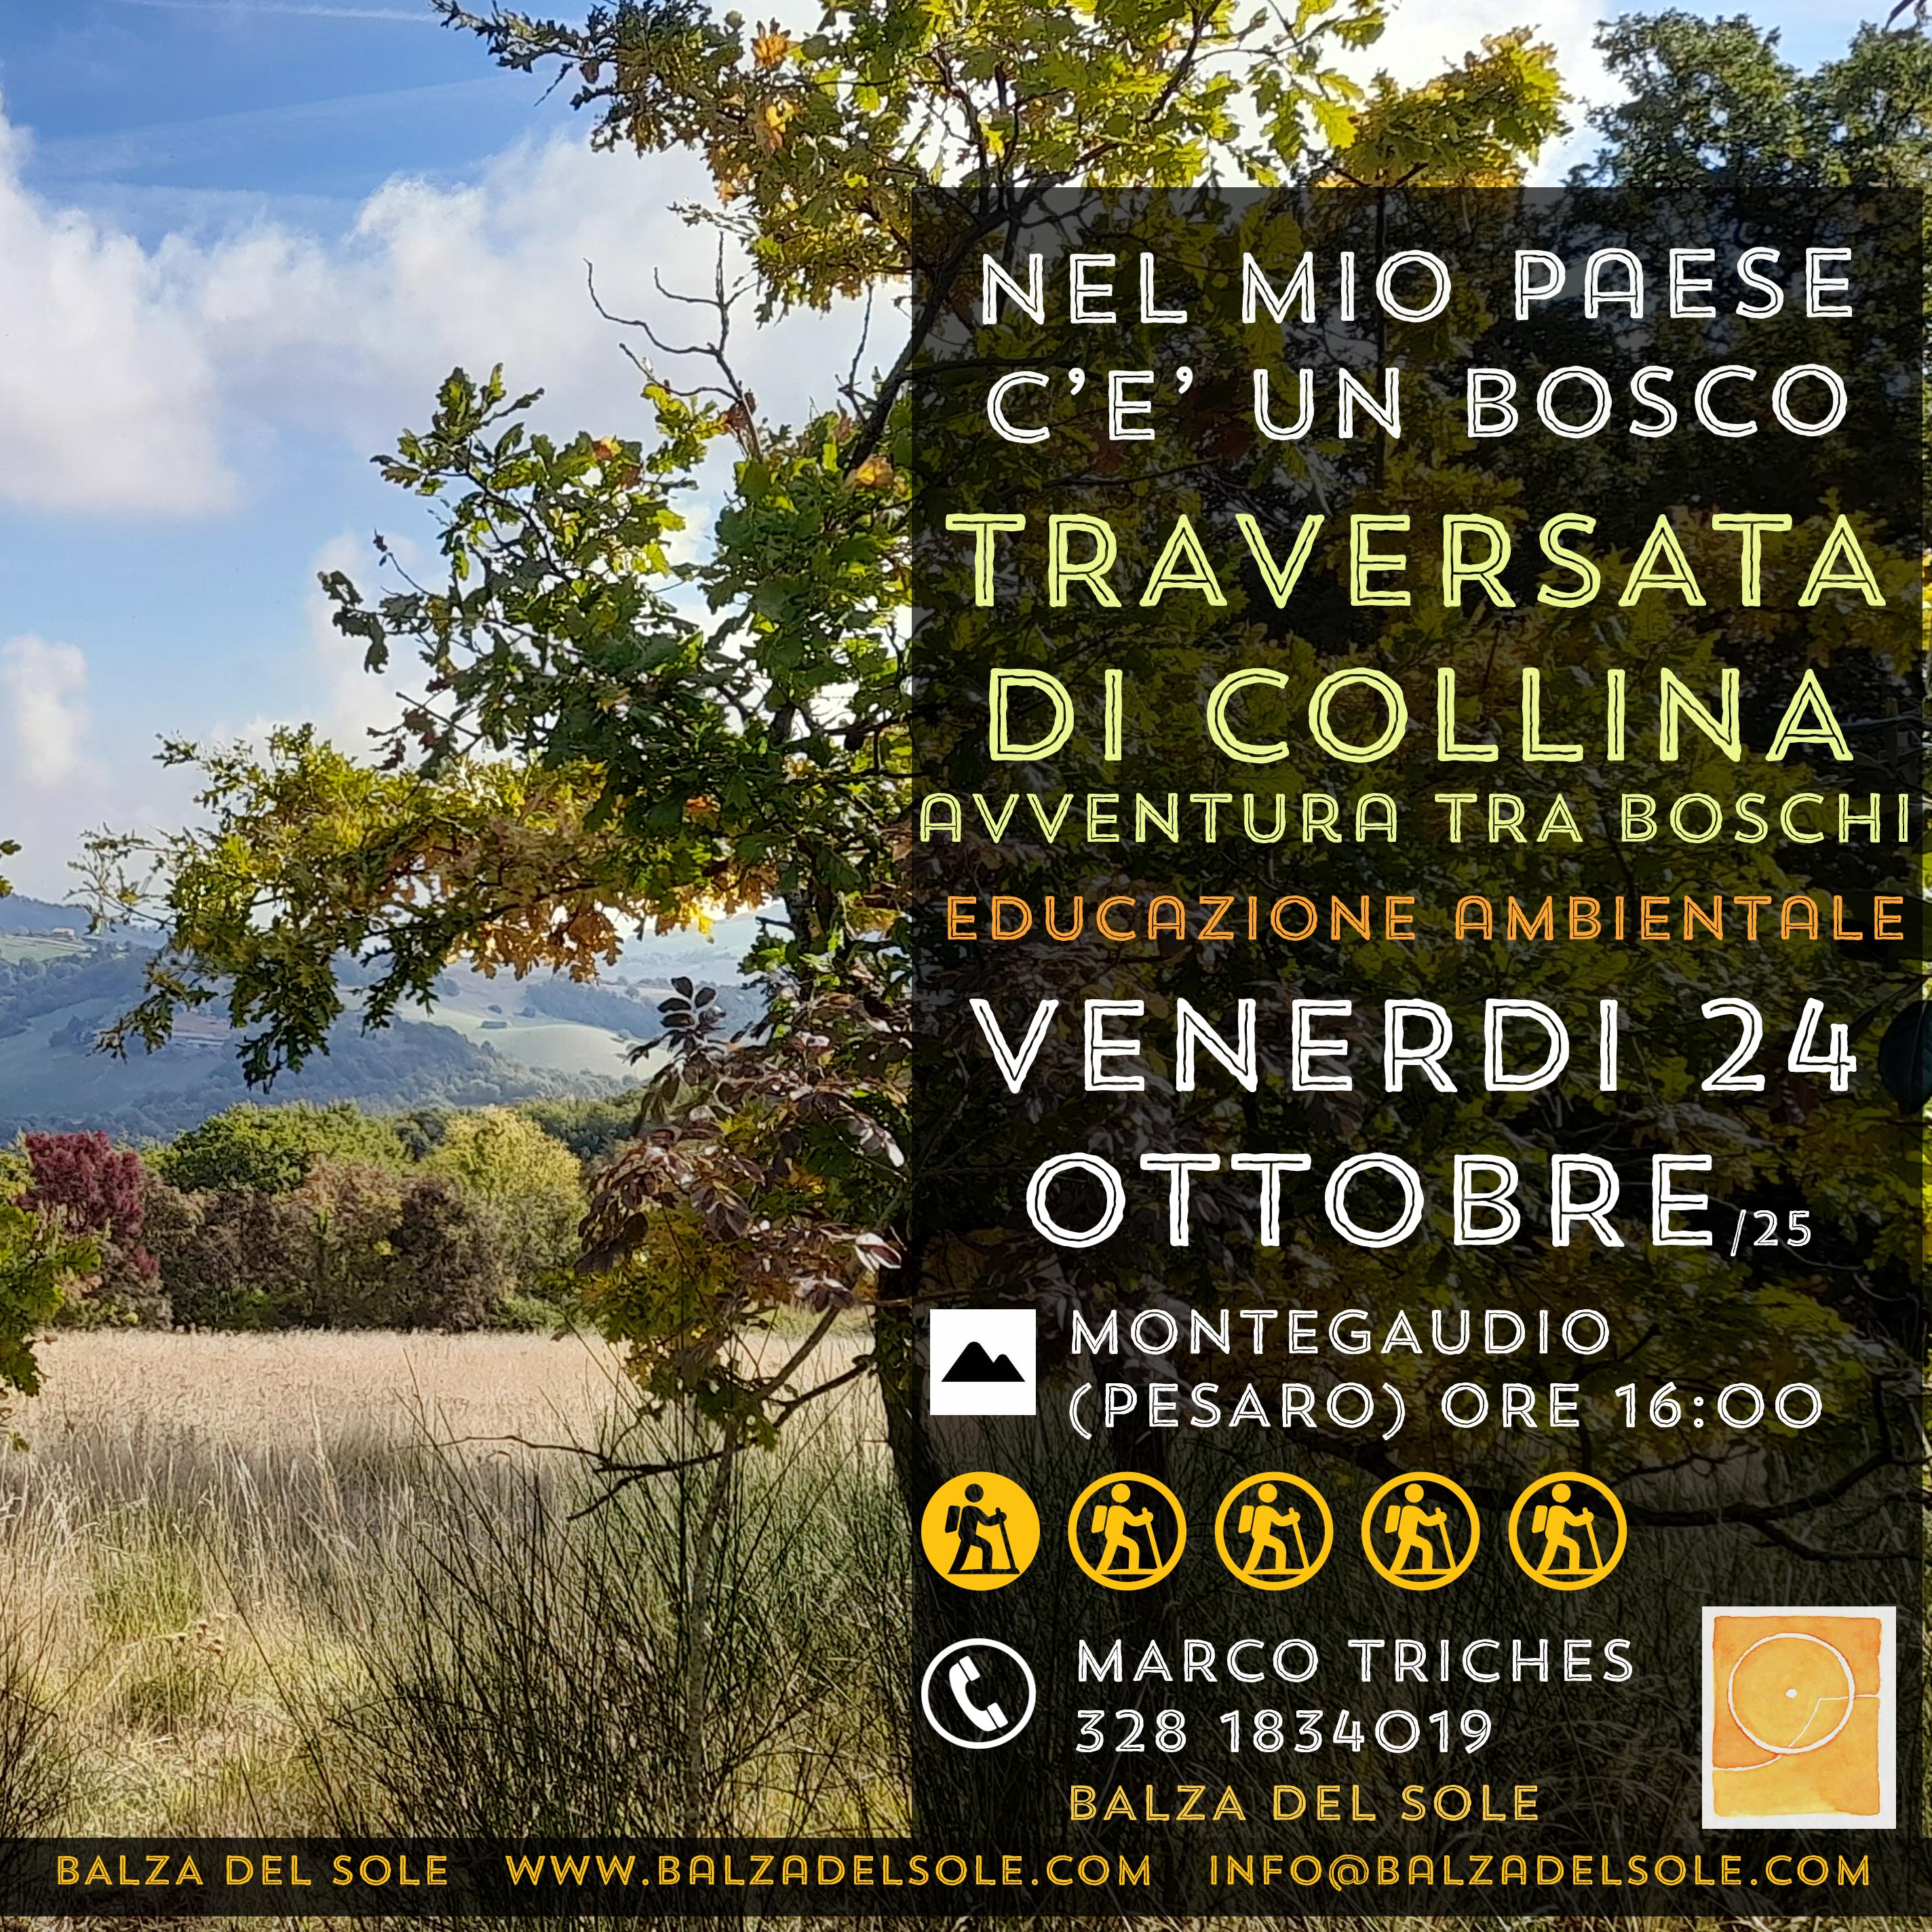 NEL MIO PAESE
C'E' UN BOSCO
TRAVERSATA
DI COLLINA
AVVENTURA TRA BOSCHI
EDUCAZIONE AMBIENTALE
VENERDI 24
OTTOBRE/25
MONTEGAUDIO
(PESARO) ORE 16:00
MARCO TRICHES
328 1834019
BALZA DEL SOLE
BALZA DEL SOLE WWW.BALZADELSOLE.COM INFO@BALZADELSOLE.COM